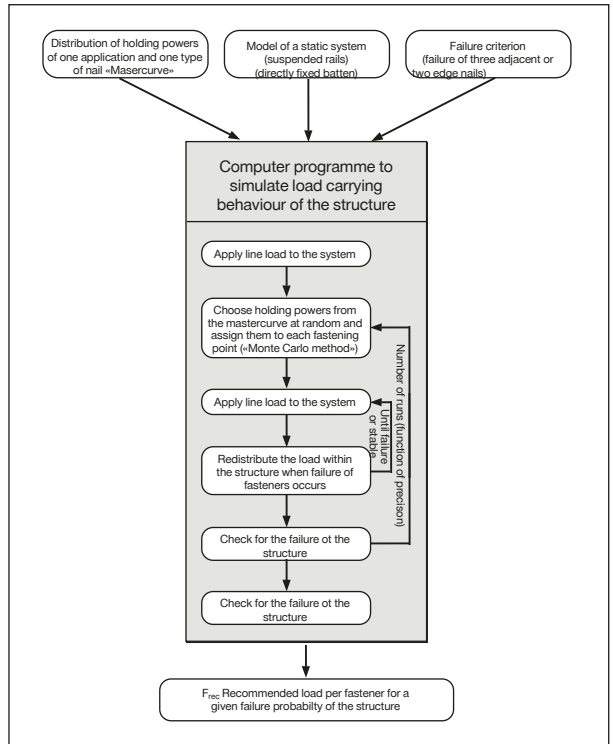 Distribution of holding powers
of one application and one type
of nail «Masercurve»
Model of a static system
(suspended rails)
(directly fixed batten)
Failure criterion
(failure of three adjacent or
two edge nails)
Computer programme to
simulate load carrying
behaviour of the structure
Apply line load to the system
Choose holding powers from
the mastercurve at random and
assign them to each fastening
point («Monte Carlo method»)
Apply line load to the system
Until failure
or stable
Number of runs (function of precison)
Redistribute the load within
the structure when failure of
fasteners occurs
Check for the failure ot the
structure
Check for the failure ot the
structure
Frec Recommended load per fastener for a
given failure probabilty of the structure